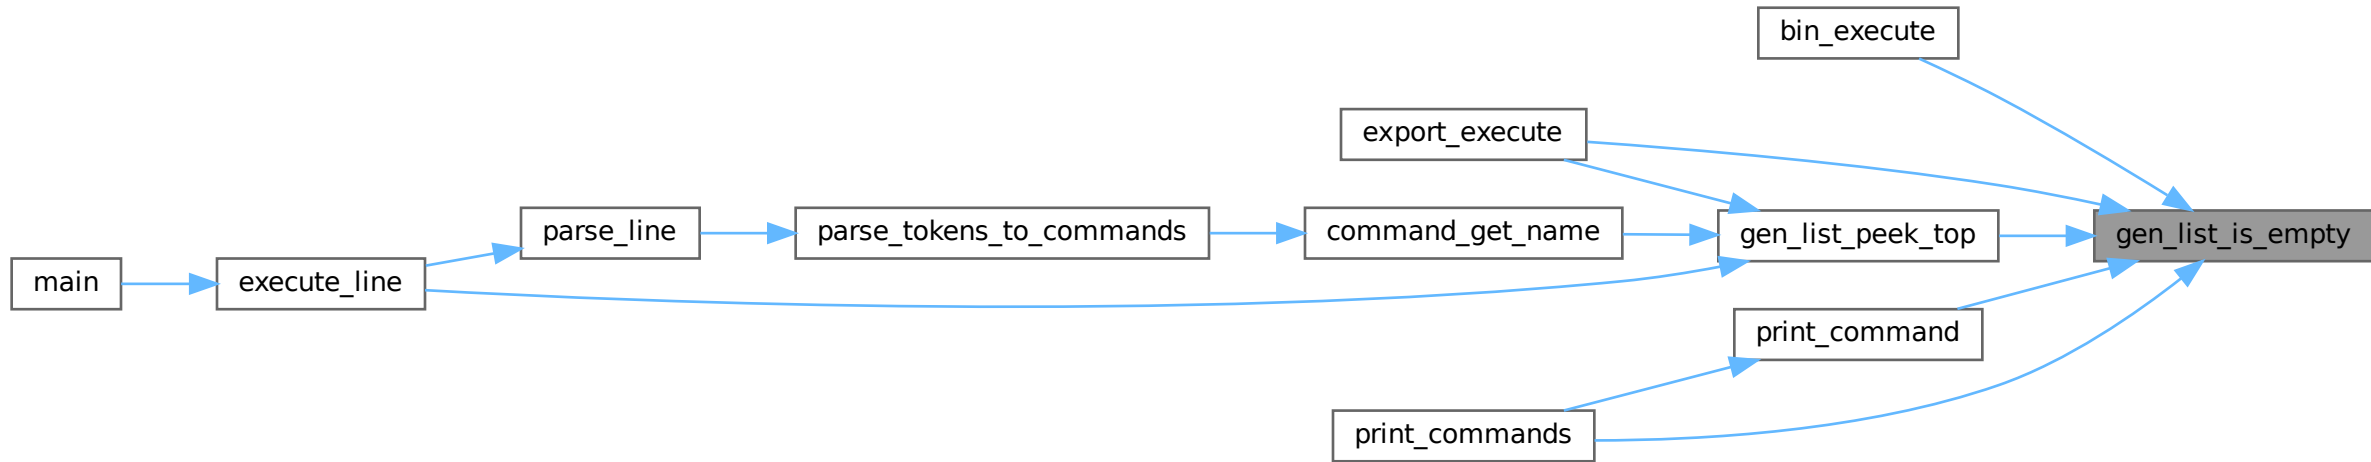 bin_execute
export_execute
parse_line
parse_tokens_to_commands
command_get_name
gen_list_peek_top
gen_list_is_empty
main
execute_line
print_command
print_commands